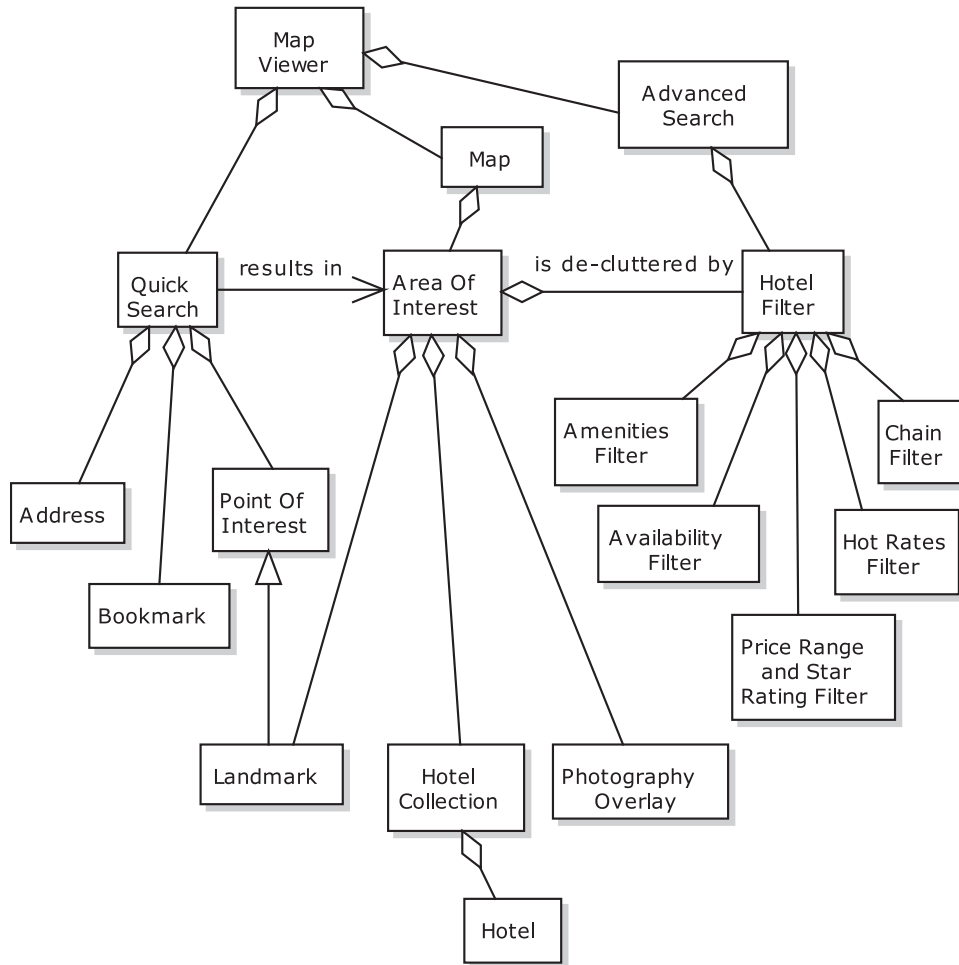 Map
Viewer
Advanced
Search
Map
results in
is de-cluttered by
Quick
Search
Area Of
Interest
Hotel
Filter
Amenities
Filter
Chain
Filter
Address
Point Of
Interest
Availability
Filter
Hot Rates
Filter
Bookmark
Price Range
and Star
Rating Filter
Landmark
Hotel
Collection
Photography
Overlay
Hotel